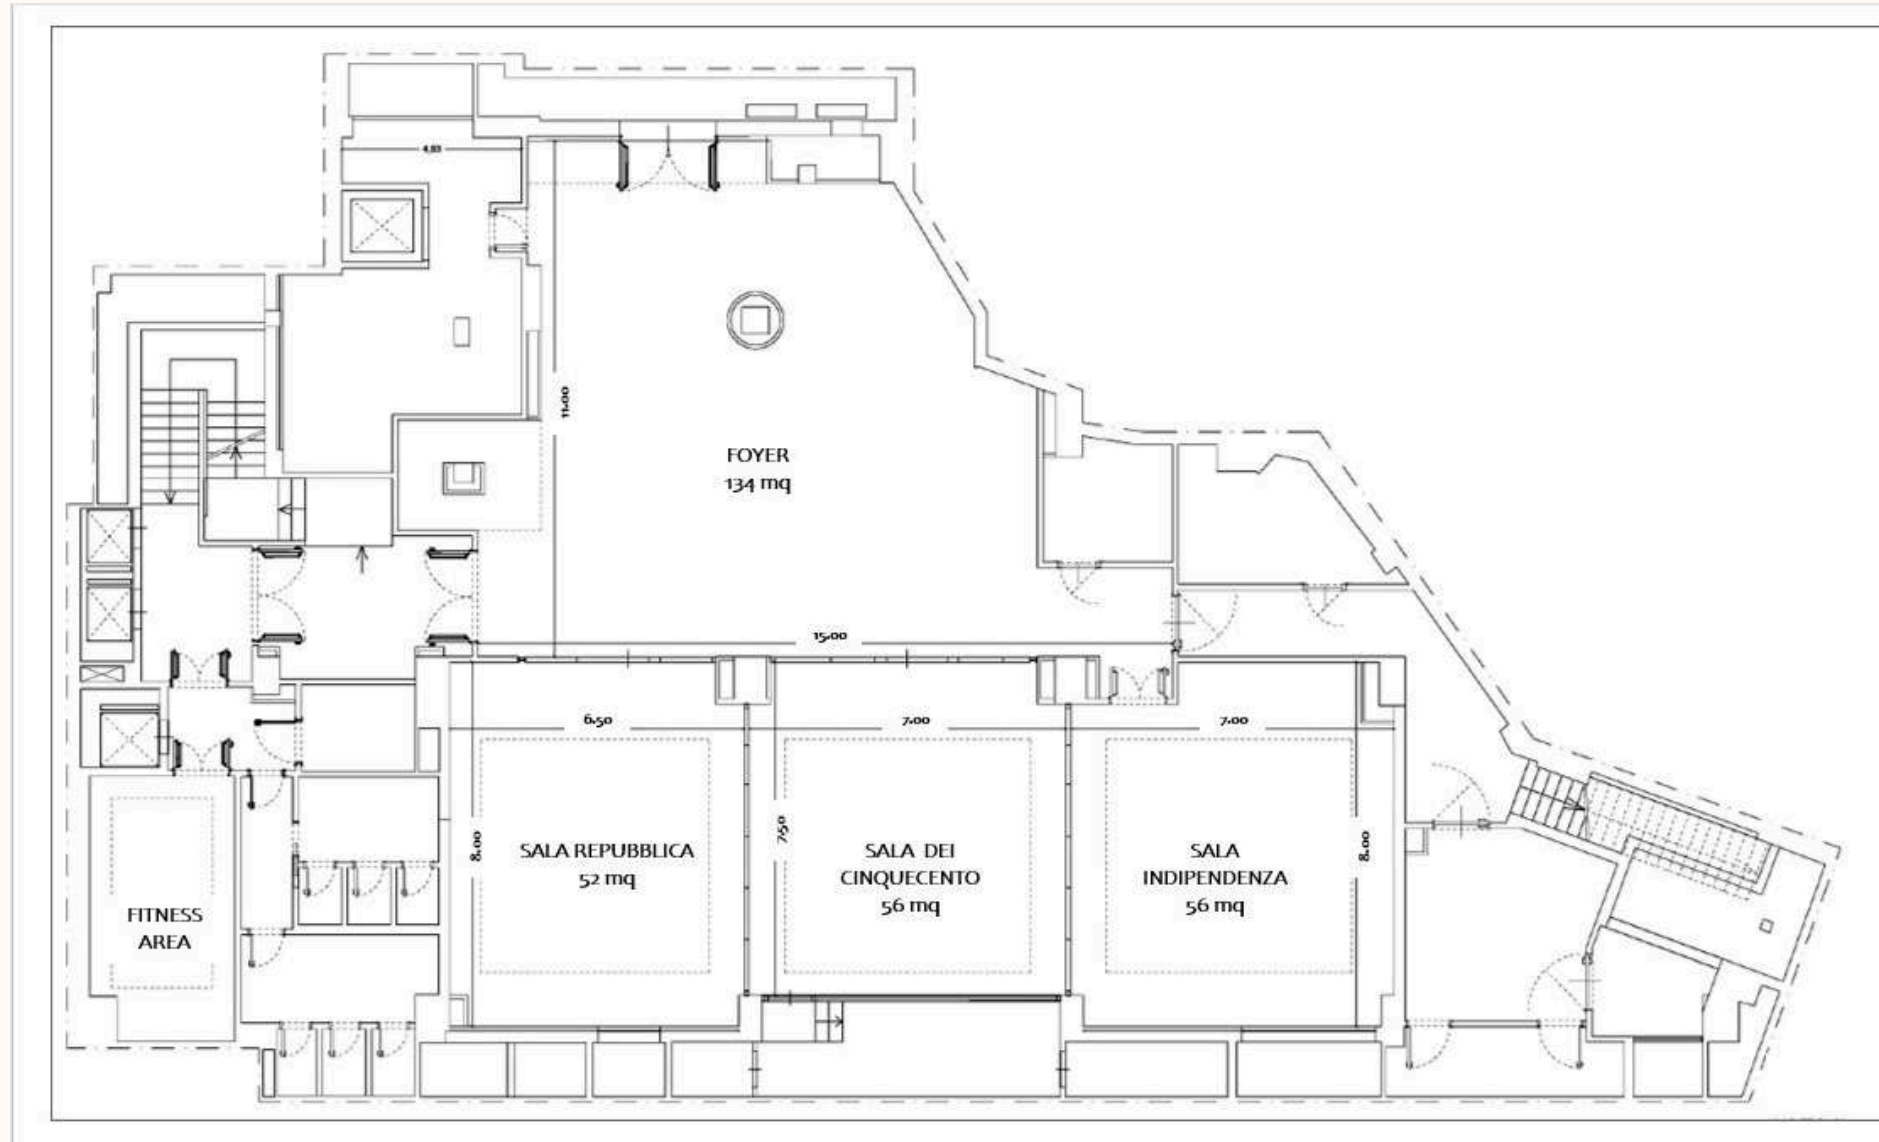 4,83
11.00
FOYER
134 mq
15.00
6.50
7.00
7.00
8.00
7.50
8.00
SALA REPUBBLICA
52 mq
SALA DEI
CINQUECENTO
56 mq
SALA
INDIPENDENZA
56 mq
FITNESS
AREA